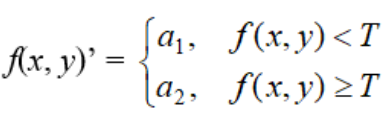 f(x, y)’ = { a₁, f(x, y) < T
a₂, f(x, y) ≥ T